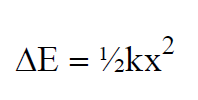 ΔE = ½kx²